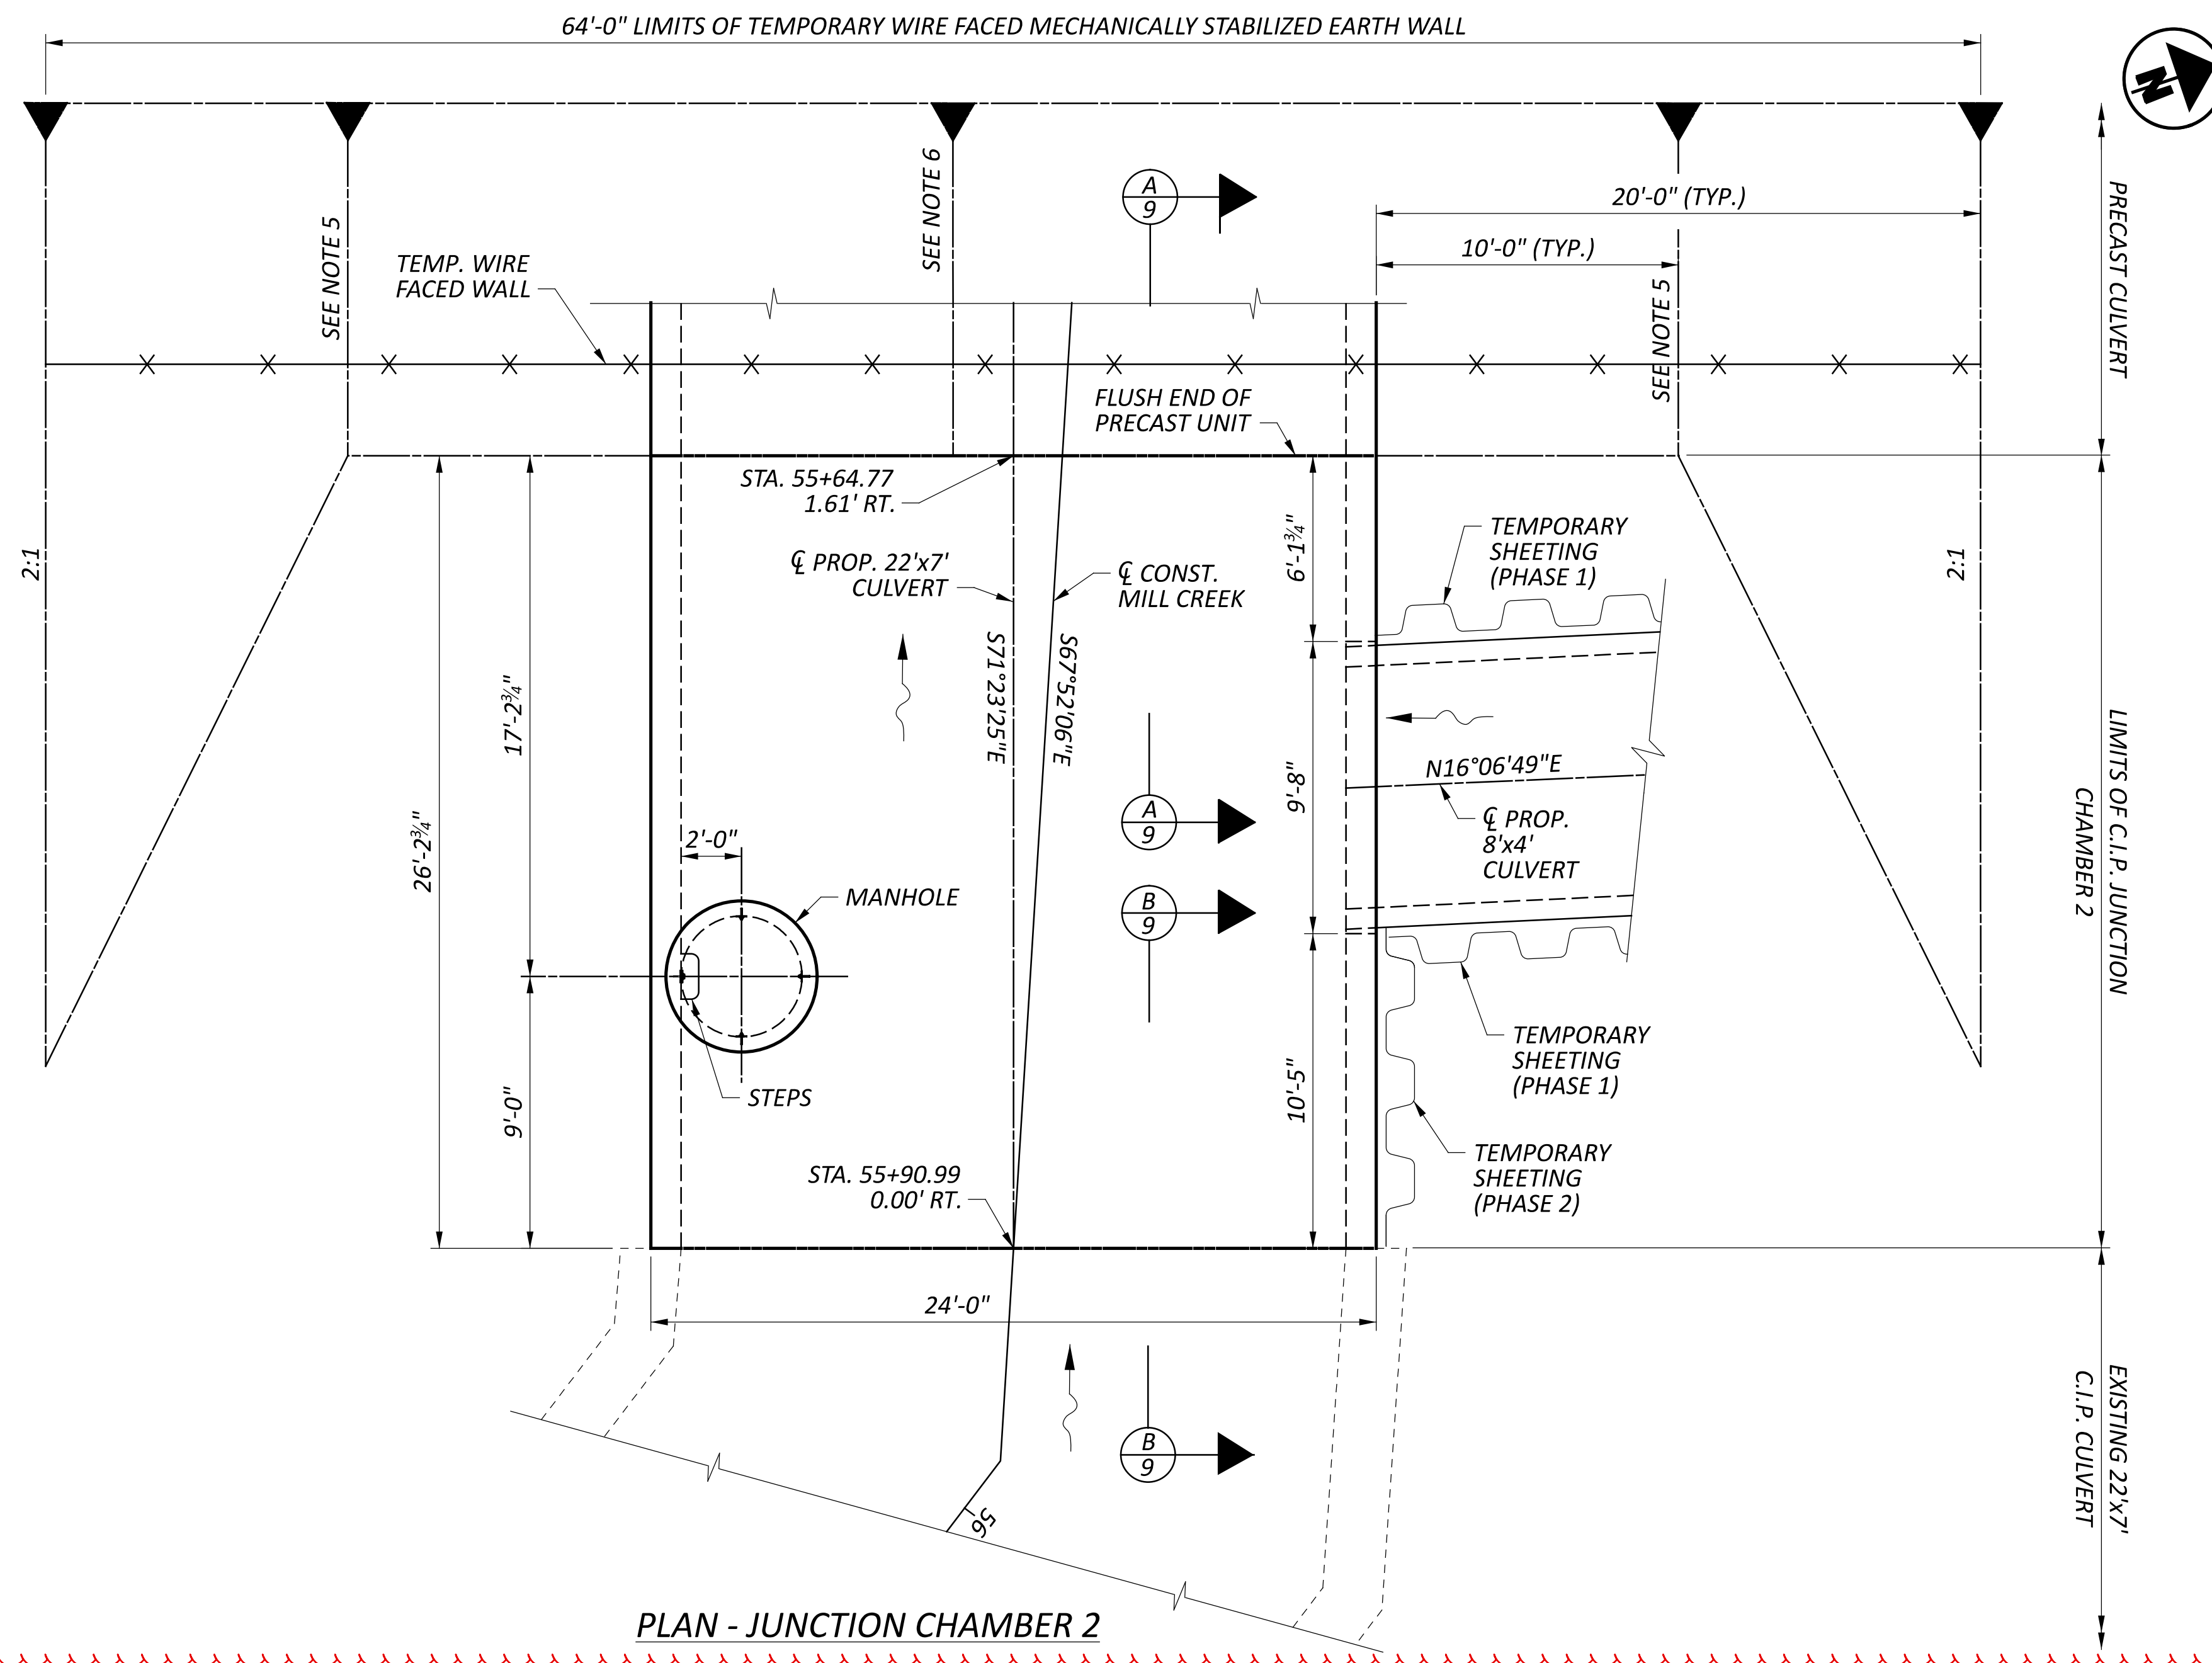 64'-0" LIMITS OF TEMPORARY WIRE FACED MECHANICALLY STABILIZED EARTH WALL
N
SEE NOTE 5
SEE NOTE 6
A
9
20'-0" (TYP.)
10'-0" (TYP.)
SEE NOTE 5
PRECAST CULVERT
TEMP. WIRE
FACED WALL
FLUSH END OF
PRECAST UNIT
STA. 55+64.77
1.61' RT.
℄ PROP. 22'x7'
CULVERT
℄ CONST.
MILL CREEK
6'-1¾"
TEMPORARY
SHEETING
(PHASE 1)
2:1
2:1
S71°23'25"E
S67°52'06"E
17'-2¾"
26'-2¾"
9'-8"
N16°06'49"E
℄ PROP.
8'x4'
CULVERT
A
9
B
9
2'-0"
MANHOLE
STEPS
LIMITS OF C.I.P. JUNCTION
CHAMBER 2
9'-0"
10'-5"
TEMPORARY
SHEETING
(PHASE 1)
TEMPORARY
SHEETING
(PHASE 2)
STA. 55+90.99
0.00' RT.
24'-0"
B
9
56
EXISTING 22'x7'
C.I.P. CULVERT
PLAN - JUNCTION CHAMBER 2